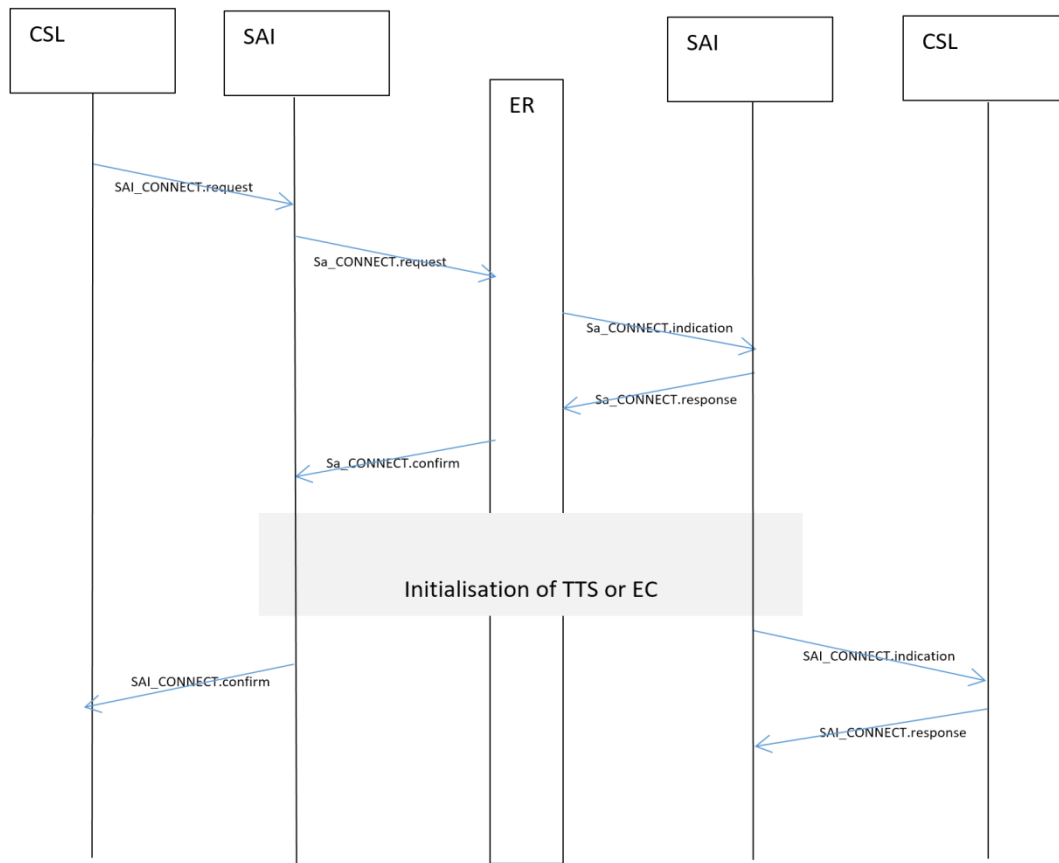 CSL
SAI
SAI
CSL
ER
SAI_CONNECT.request
Sa_CONNECT.request
Sa_CONNECT.indication
Sa_CONNECT.response
Sa_CONNECT.confirm
Initialisation of TTS or EC
SAI_CONNECT.indication
SAI_CONNECT.confirm
SAI_CONNECT.response